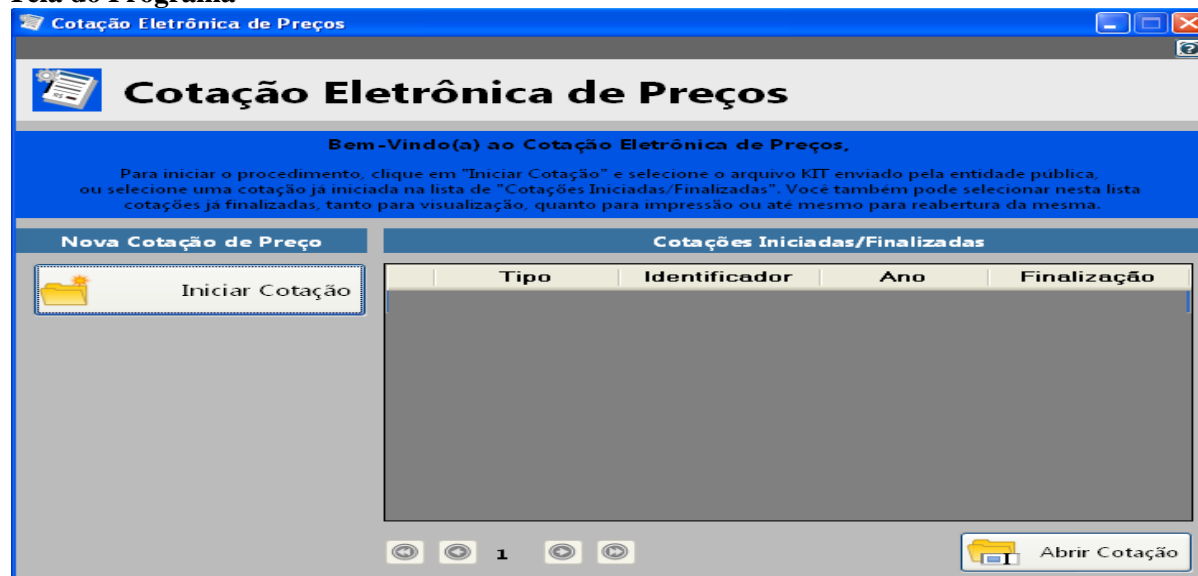 Tela do Programa
Cotação Eletrônica de Preços
Cotação Eletrônica de Preços
Bem-Vindo(a) ao Cotação Eletrônica de Preços,
Para iniciar o procedimento, clique em "Iniciar Cotação" e selecione o arquivo KIT enviado pela entidade pública,
ou selecione uma cotação já iniciada na lista de "Cotações Iniciadas/Finalizadas". Você também pode selecionar nesta lista
cotações já finalizadas, tanto para visualização, quanto para impressão ou até mesmo para reabertura da mesma.
Nova Cotação de Preço
Cotações Iniciadas/Finalizadas
Iniciar Cotação
Tipo Identificador Ano Finalização
1
Abrir Cotação